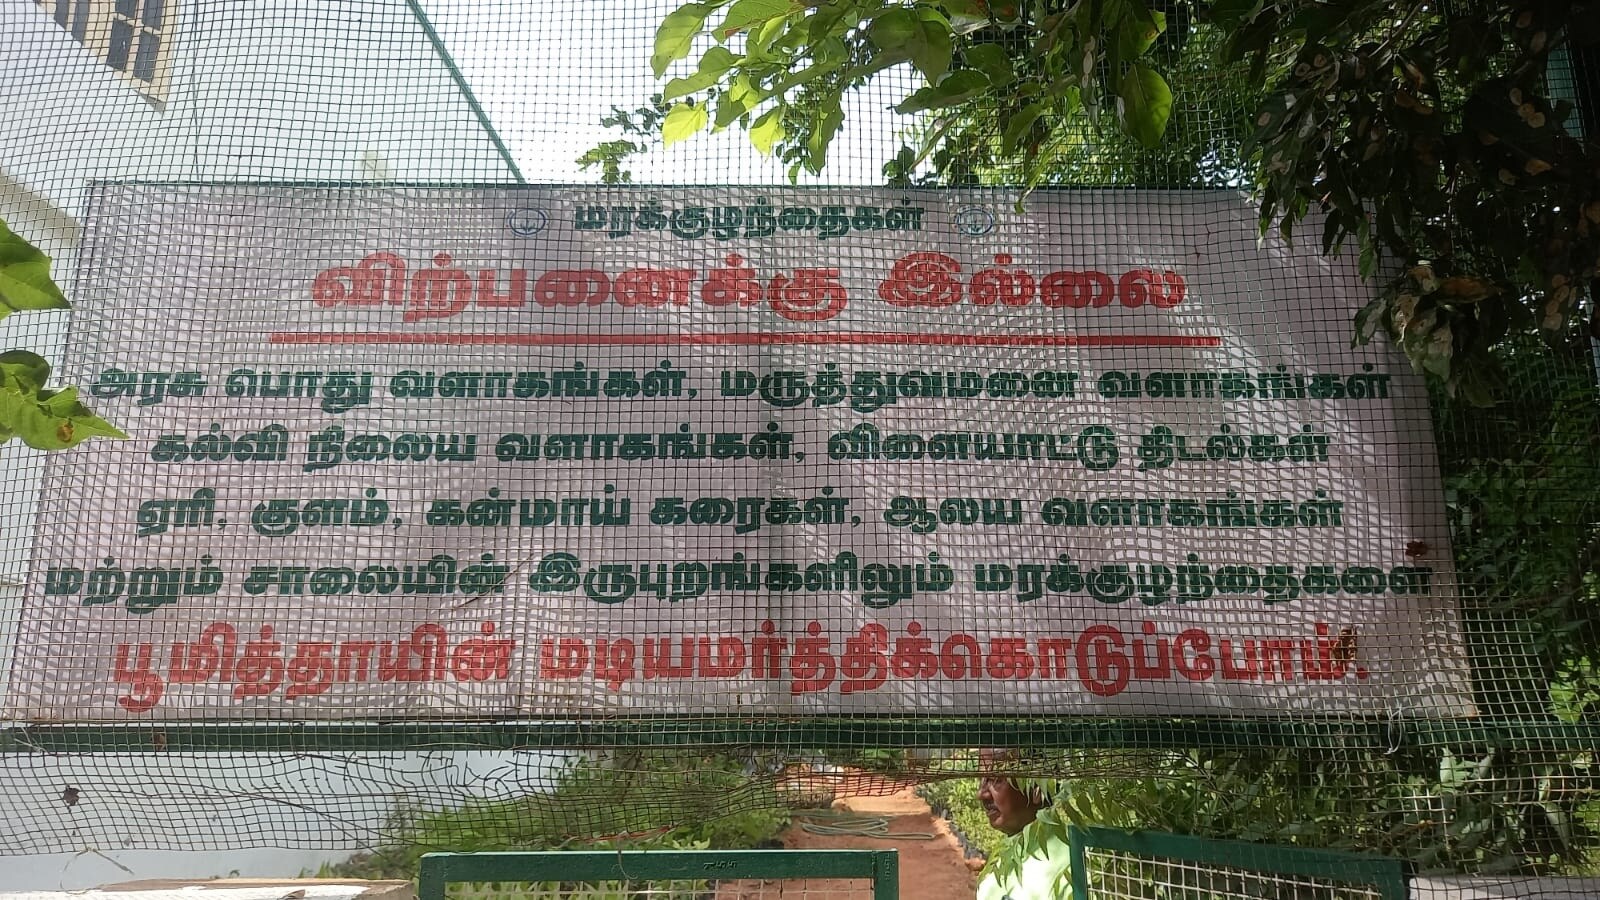 மரக்குழந்தைகள்
விற்பனைக்கு இல்லை
அரசு பொது வளாகங்கள், மருத்துவமனை வளாகங்கள்
கல்வி நிலைய வளாகங்கள், விளையாட்டு திடல்கள்
ஏரி, குளம், கன்மாய் கரைகள், ஆலய வளாகங்கள்
மற்றும் சாலையின் இருபுறங்களிலும் மரக்குழந்தைகளை
பூமித்தாயின் மடியமர்த்திக்கொடுப்போம்.